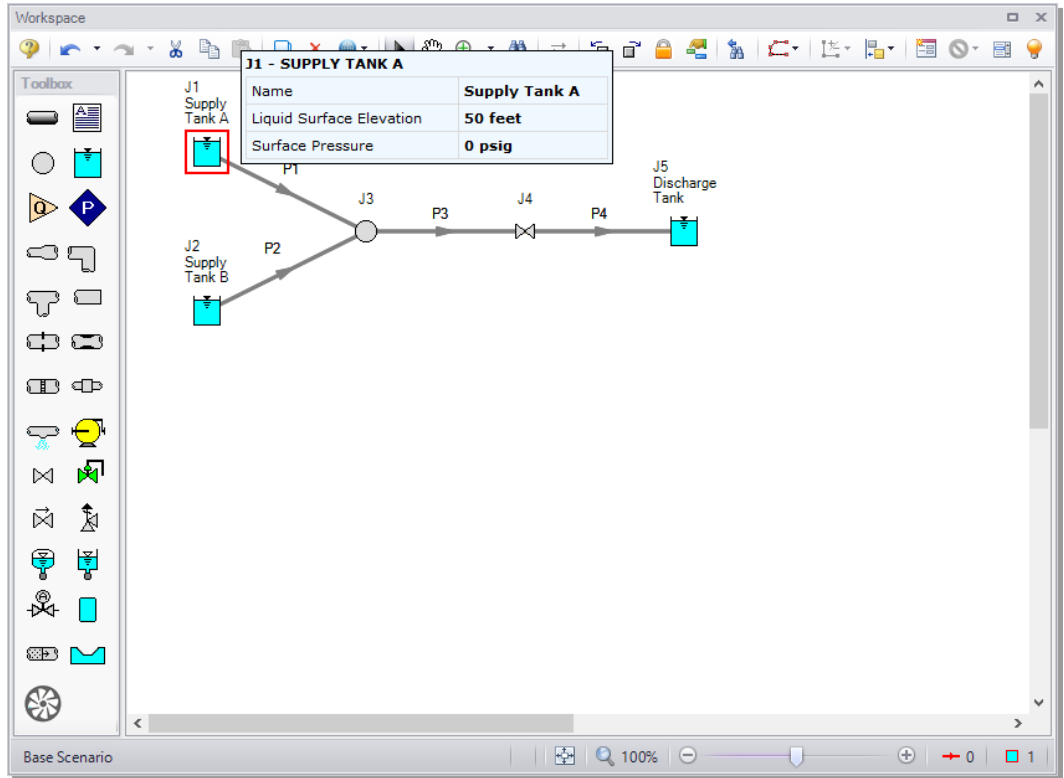 Workspace
J1 - SUPPLY TANK A
Name Supply Tank A
Liquid Surface Elevation 50 feet
Surface Pressure 0 psig
Toolbox
A
Q
P
A
J1
Supply
Tank A
P1
J3
P3
J4
P4
J5
Discharge
Tank
J2
Supply
Tank B
P2
Base Scenario
100%
0
1